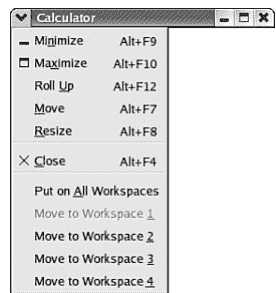 Calculator
Minimize Alt+F9
Maximize Alt+F10
Roll Up Alt+F12
Move Alt+F7
Resize Alt+F8
Close Alt+F4
Put on All Workspaces
Move to Workspace 1
Move to Workspace 2
Move to Workspace 3
Move to Workspace 4